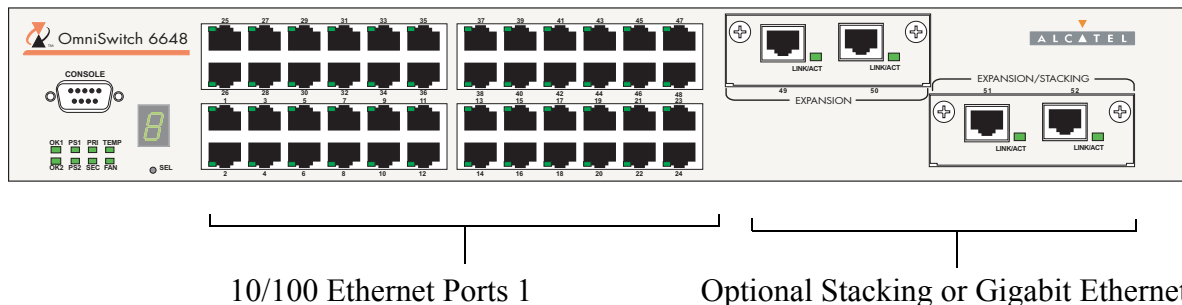 OmniSwitch 6648
TM
CONSOLE
OK1 PS1 PRI TEMP
OK2 PS2 SEC FAN
SEL
25 27 29 31 33 35 37 39 41 43 45 47
26 28 30 32 34 36 38 40 42 44 46 48
1 3 5 7 9 11 13 15 17 19 21 23
2 4 6 8 10 12 14 16 18 20 22 24
LINK/ACT LINK/ACT
49 50
EXPANSION
ALCATEL
EXPANSION/STACKING
51 52
LINK/ACT LINK/ACT
10/100 Ethernet Ports 1
Optional Stacking or Gigabit Ethernet